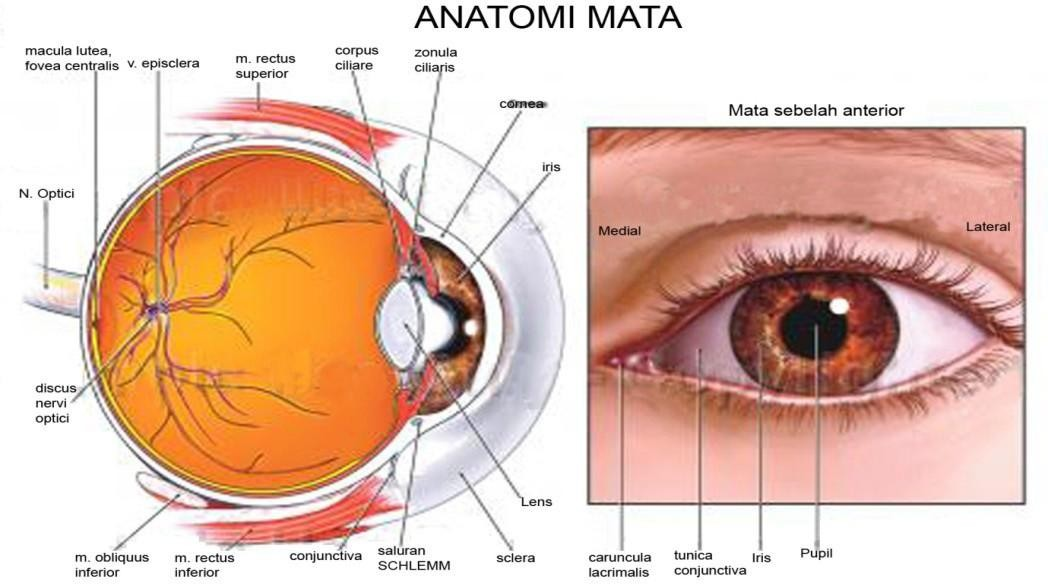 ANATOMI MATA
macula lutea,
fovea centralis
v. episclera
m. rectus
superior
corpus
ciliare
zonula
ciliaris
cornea
iris
N. Optici
discus
nervi
optici
m. obliquus
inferior
m. rectus
inferior
conjunctiva
saluran
SCHLEMM
sclera
Lens
Mata sebelah anterior
Medial
Lateral
caruncula
lacrimalis
tunica
conjunctiva
Iris
Pupil